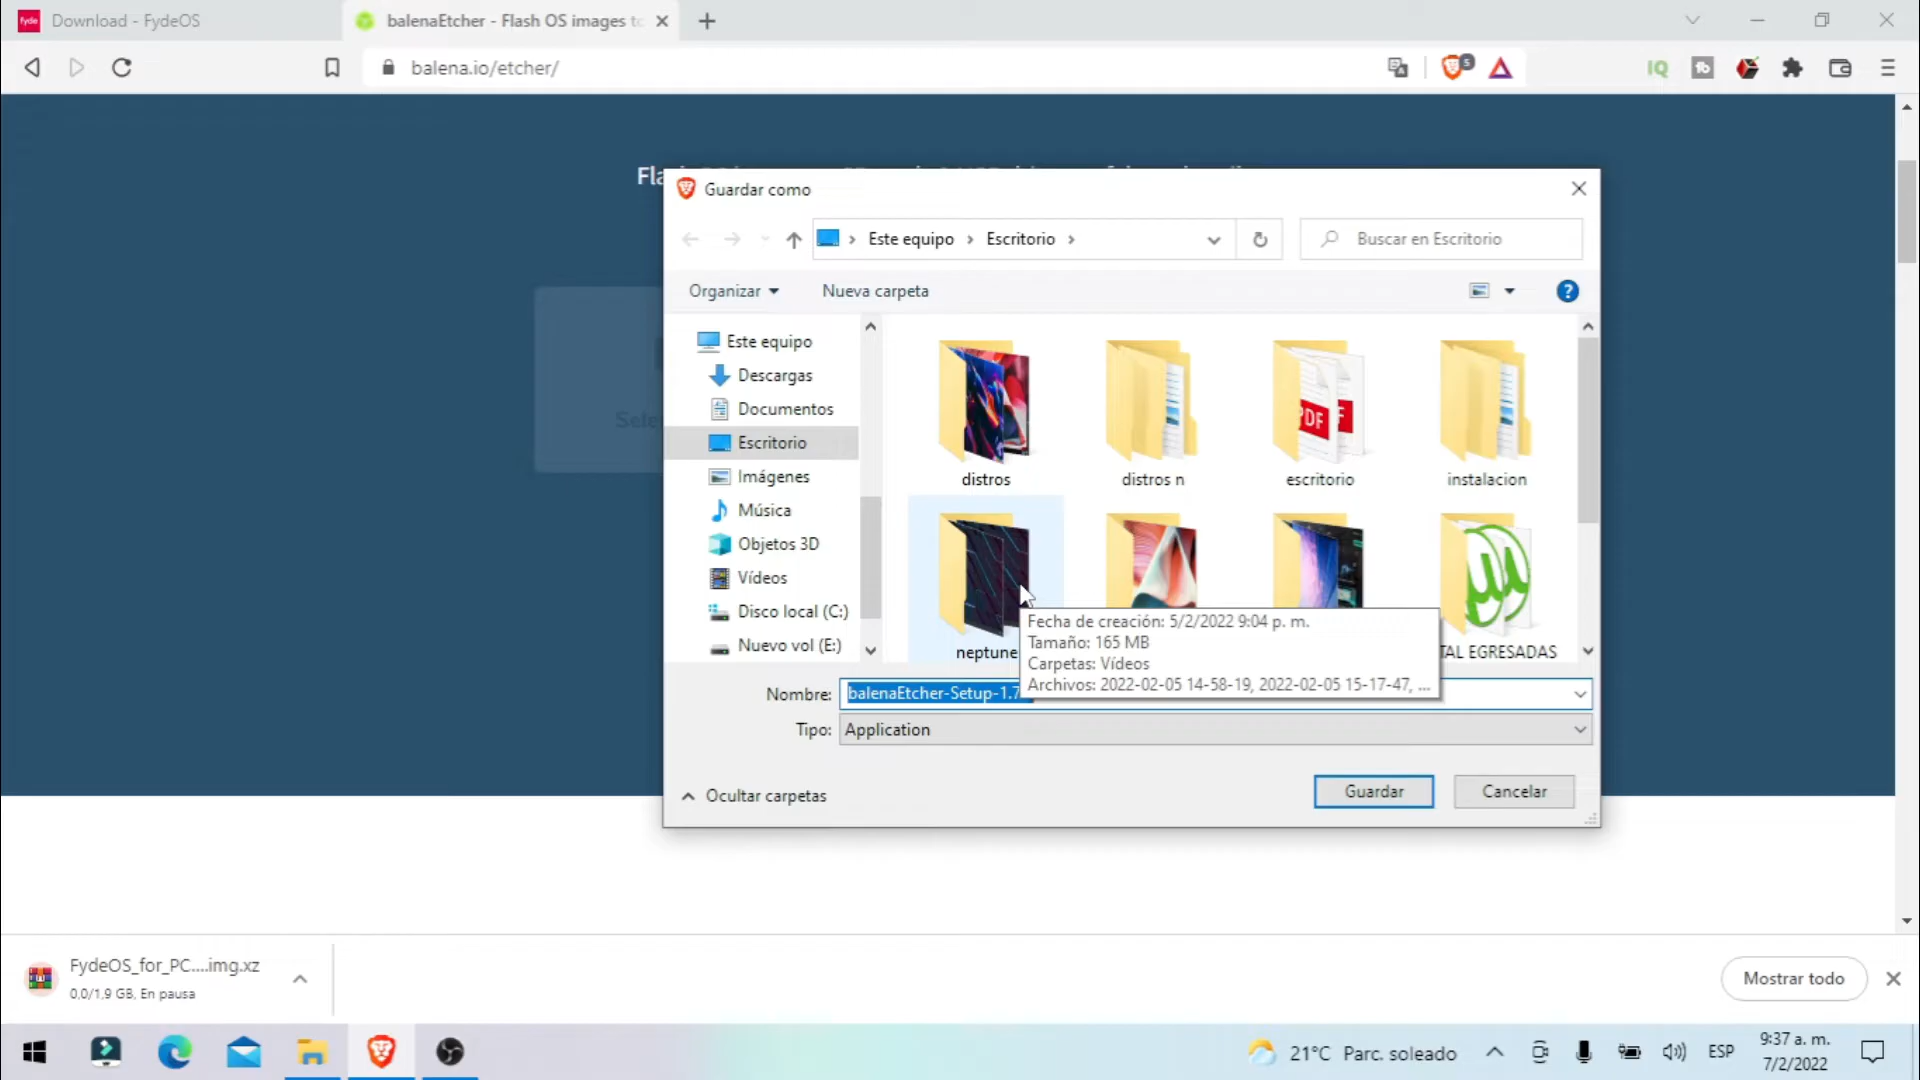 Download - FydeOS
balenaEtcher - Flash OS images to
balena.io/etcher/
5
IQ
Guardar como
Este equipo
Escritorio
Buscar en Escritorio
Organizar
Nueva carpeta
Este equipo
Descargas
Documentos
Escritorio
Imágenes
Música
Objetos 3D
Vídeos
Disco local (C:)
Nuevo vol (E:)
distros
distros n
escritorio
instalacion
PDF
neptune
TAL EGRESADAS
Fecha de creación: 5/2/2022 9:04 p. m.
Tamaño: 165 MB
Carpetas: Vídeos
Archivos: 2022-02-05 14-58-19, 2022-02-05 15-17-47, ...
Nombre: balenaEtcher-Setup-1.7
Tipo: Application
Ocultar carpetas
Guardar
Cancelar
FydeOS_for_PC....img.xz
0,0/1,9 GB, En pausa
Mostrar todo
21°C Parc. soleado
ESP
9:37 a. m.
7/2/2022